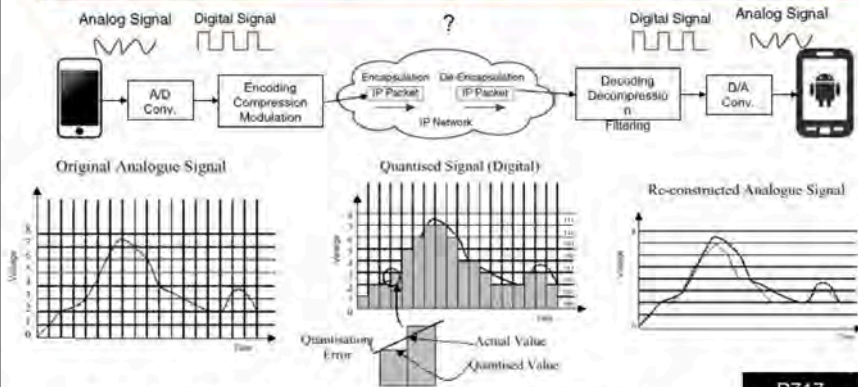 Analog Signal
Digital Signal
?
Digital Signal
Analog Signal
A/D
Conv.
Encoding
Compression
Modulation
Encapsulation
De-Encapsulation
IP Packet
IP Packet
IP Network
Decoding
Decompressio
n
Filtering
D/A
Conv.
Original Analogue Signal
Quantised Signal (Digital)
Re-constructed Analogue Signal
Voltage
Time
Voltage
Time
Voltage
Time
Quantisation
Error
Actual Value
Quantised Value